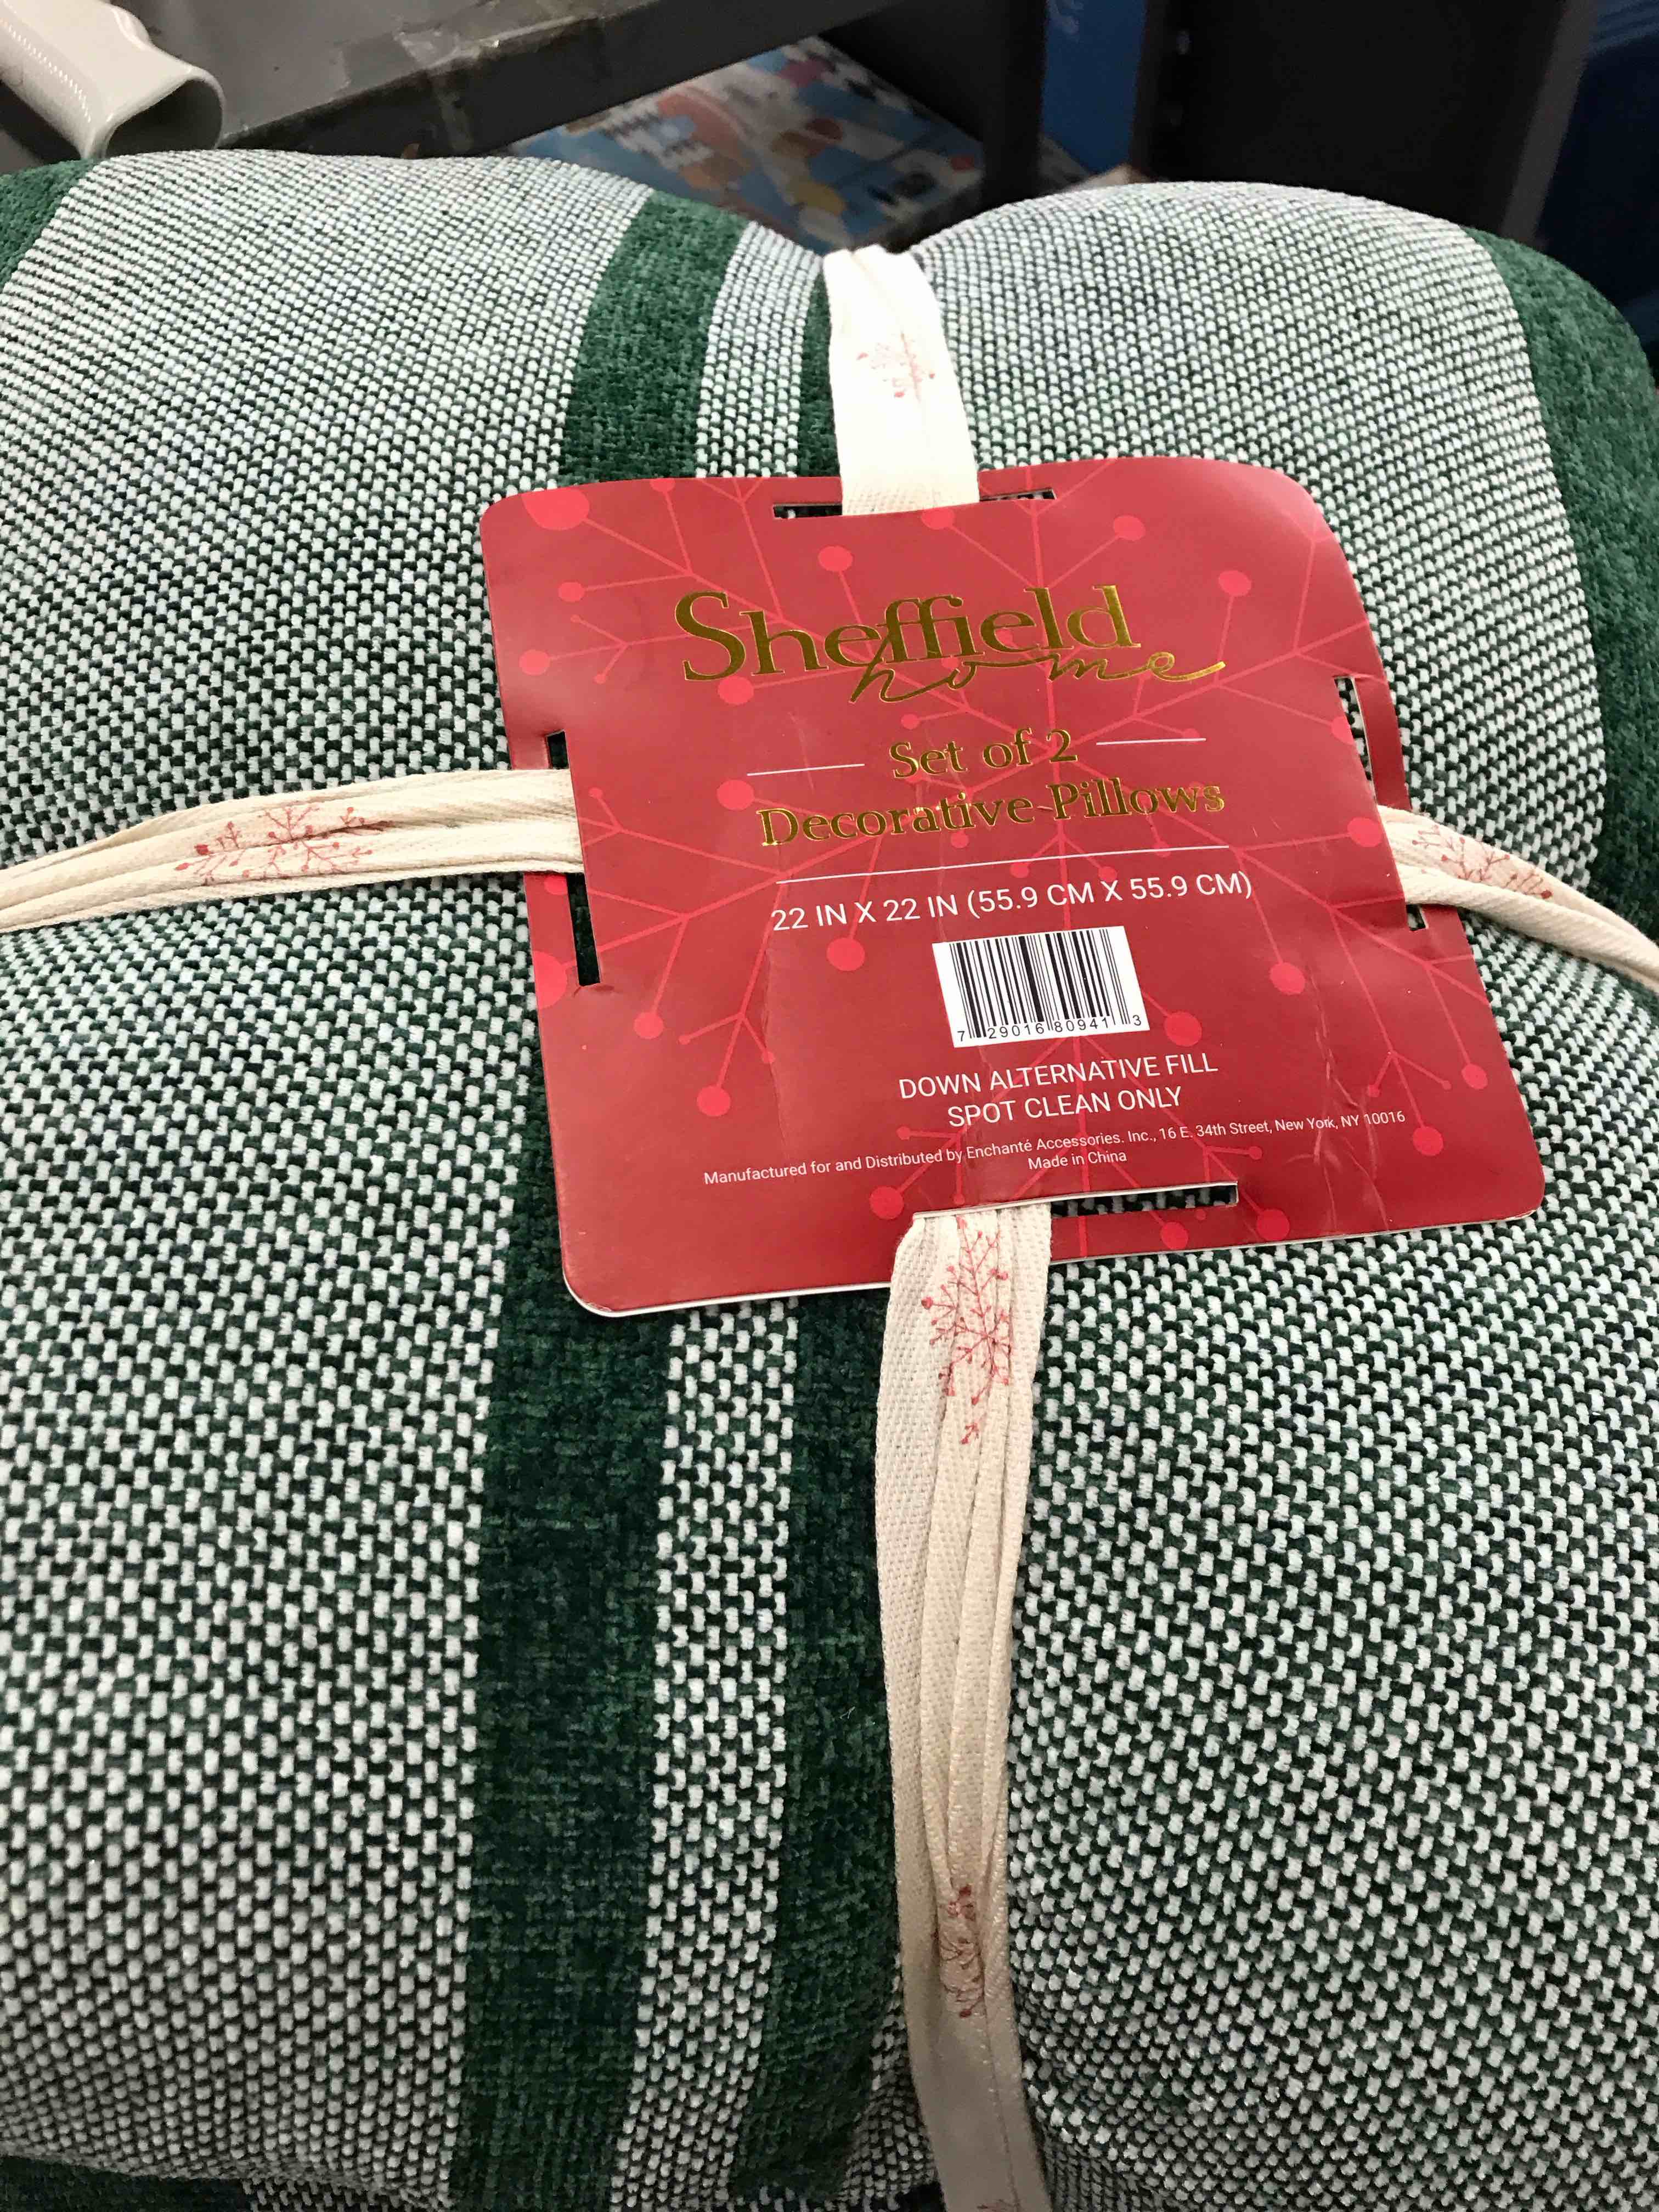 Sheffield
home
Set of 2
Decorative Pillows
22 IN X 22 IN (55.9 CM X 55.9 CM)
7 29016 80941 3
DOWN ALTERNATIVE FILL
SPOT CLEAN ONLY
Manufactured for and Distributed by Enchanté Accessories. Inc., 16 E. 34th Street, New York, NY 10016
Made in China